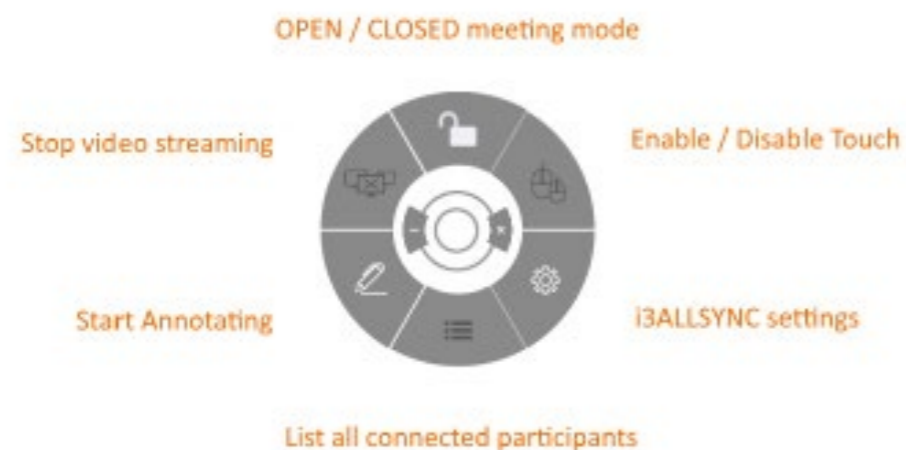 OPEN / CLOSED meeting mode
Stop video streaming
Enable / Disable Touch
Start Annotating
i3ALLSYNC settings
List all connected participants